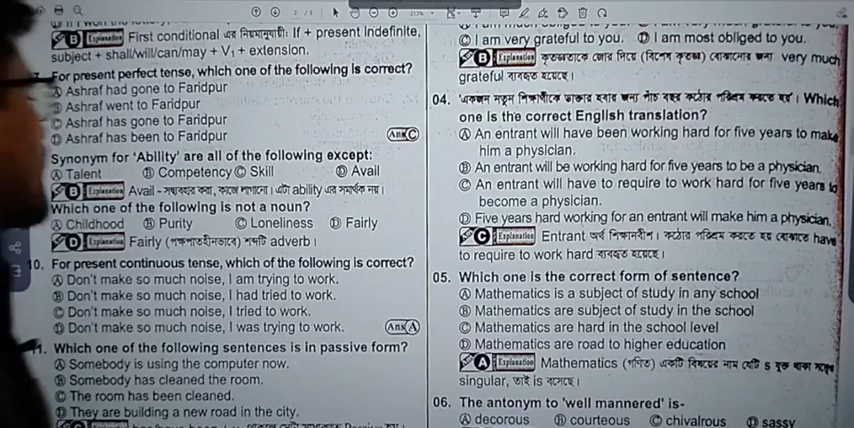 Ⓑ Explanation First conditional এর নিয়মানুযায়ী: If + present indefinite,
subject + shall/will/can/may + V₁ + extension.
For present perfect tense, which one of the following is correct?
Ⓐ Ashraf had gone to Faridpur
Ⓑ Ashraf went to Faridpur
Ⓒ Ashraf has gone to Faridpur
Ⓓ Ashraf has been to Faridpur Ans Ⓒ
Synonym for 'Ability' are all of the following except:
Ⓐ Talent Ⓑ Competency Ⓒ Skill Ⓓ Avail
Ⓑ Explanation Avail - সদ্ব্যবহার করা, কাজে লাগানো। এটা ability এর সমার্থক নয়।
Which one of the following is not a noun?
Ⓐ Childhood Ⓑ Purity Ⓒ Loneliness Ⓓ Fairly
Ⓓ Explanation Fairly (পক্ষপাতহীনভাবে) শব্দটি adverb।
10. For present continuous tense, which of the following is correct?
Ⓐ Don't make so much noise, I am trying to work.
Ⓑ Don't make so much noise, I had tried to work.
Ⓒ Don't make so much noise, I tried to work.
Ⓓ Don't make so much noise, I was trying to work. Ans Ⓐ
11. Which one of the following sentences is in passive form?
Ⓐ Somebody is using the computer now.
Ⓑ Somebody has cleaned the room.
Ⓒ The room has been cleaned.
Ⓓ They are building a new road in the city.
Ⓒ I am very grateful to you. Ⓓ I am most obliged to you.
Ⓑ Explanation কৃতজ্ঞতাকে জোর দিয়ে (বিশেষ কৃতজ্ঞ) বোঝানোর জন্য very much
grateful ব্যবহৃত হয়েছে।
04. 'একজন নতুন শিক্ষার্থীকে ডাক্তার হবার জন্য পাঁচ বছর কঠোর পরিশ্রম করতে হয়'। Which
one is the correct English translation?
Ⓐ An entrant will have been working hard for five years to make
him a physician.
Ⓑ An entrant will be working hard for five years to be a physician.
Ⓒ An entrant will have to require to work hard for five years to
become a physician.
Ⓓ Five years hard working for an entrant will make him a physician.
Ⓒ Explanation Entrant অর্থ শিক্ষানবীশ। কঠোর পরিশ্রম করতে হয় বোঝাতে have
to require to work hard ব্যবহৃত হয়েছে।
05. Which one is the correct form of sentence?
Ⓐ Mathematics is a subject of study in any school
Ⓑ Mathematics are subject of study in the school
Ⓒ Mathematics are hard in the school level
Ⓓ Mathematics are road to higher education
Ⓐ Explanation Mathematics (গণিত) একটি বিষয়ের নাম যেটি s যুক্ত থাকা সত্ত্বেও
singular, তাই is বসেছে।
06. The antonym to 'well mannered' is-
Ⓐ decorous Ⓑ courteous Ⓒ chivalrous Ⓓ sassy